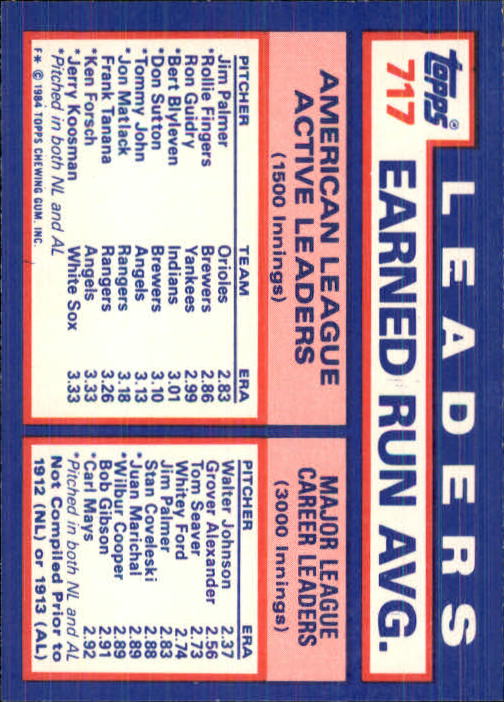 topps®
717
LEADERS
EARNED RUN AVG.
AMERICAN LEAGUE
ACTIVE LEADERS
(1500 Innings)
PITCHER TEAM ERA
Jim Palmer Orioles 2.83
*Rollie Fingers Brewers 2.86
Ron Guidry Yankees 2.99
*Bert Blyleven Indians 3.01
*Don Sutton Brewers 3.10
*Tommy John Angels 3.13
*Jon Matlack Rangers 3.18
Frank Tanana Rangers 3.26
*Ken Forsch Angels 3.33
*Jerry Koosman White Sox 3.33
*Pitched in both NL and AL
F* © 1984 TOPPS CHEWING GUM, INC.
MAJOR LEAGUE
CAREER LEADERS
(3000 Innings)
PITCHER ERA
Walter Johnson 2.37
Grover Alexander 2.56
Tom Seaver 2.73
Whitey Ford 2.74
Jim Palmer 2.83
Stan Coveleski 2.88
*Juan Marichal 2.89
*Wilbur Cooper 2.89
Bob Gibson 2.91
*Carl Mays 2.92
*Pitched in both NL and AL
Not Compiled Prior to
1912 (NL) or 1913 (AL)